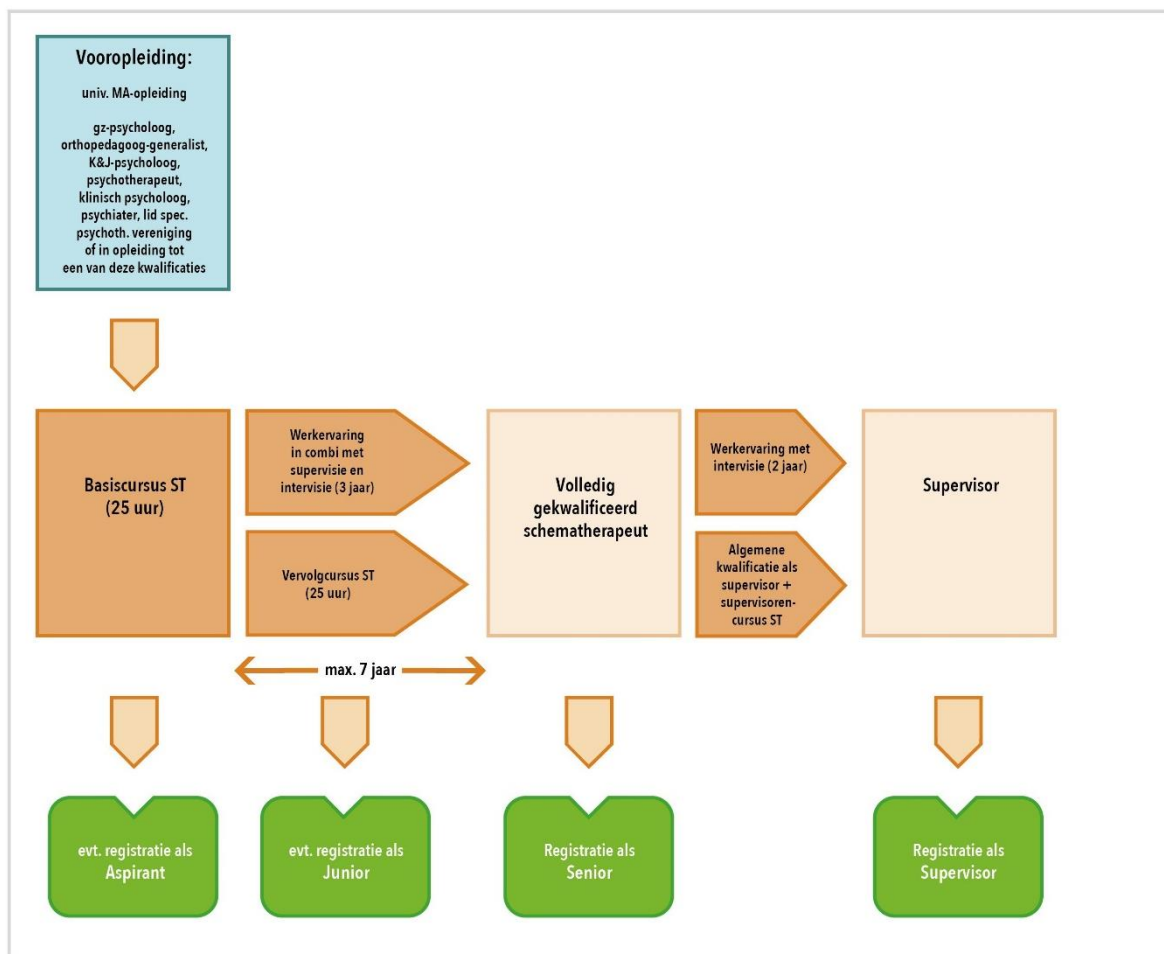 Vooropleiding:
univ. MA-opleiding
gz-psycholoog,
orthopedagoog-generalist,
K&J-psycholoog,
psychotherapeut,
klinisch psycholoog,
psychiater, lid spec.
psychoth. vereniging
of in opleiding tot
een van deze kwalificaties
Basiscursus ST
(25 uur)
Werkervaring
in combi met
supervisie en
intervisie (3 jaar)
Vervolgcursus ST
(25 uur)
Volledig
gekwalificeerd
schematherapeut
Werkervaring met
intervisie (2 jaar)
Algemene
kwalificatie als
supervisor +
supervisoren-
cursus ST
Supervisor
max. 7 jaar
evt. registratie als
Aspirant
evt. registratie als
Junior
Registratie als
Senior
Registratie als
Supervisor